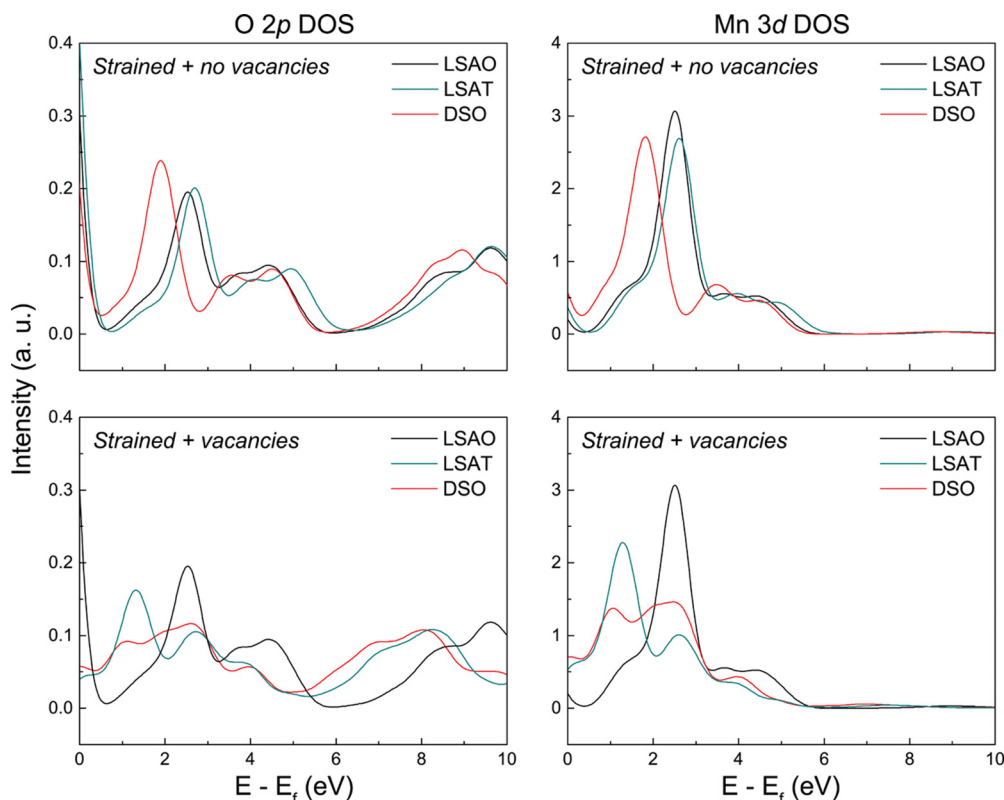 O 2p DOS
Mn 3d DOS
Intensity (a. u.)
0.4
0.3
0.2
0.1
0.0
Strained + no vacancies
LSAO
LSAT
DSO
4
3
2
1
0
Strained + no vacancies
LSAO
LSAT
DSO
0.4
0.3
0.2
0.1
0.0
Strained + vacancies
LSAO
LSAT
DSO
0
2
4
6
8
10
E - Ef (eV)
4
3
2
1
0
Strained + vacancies
LSAO
LSAT
DSO
0
2
4
6
8
10
E - Ef (eV)